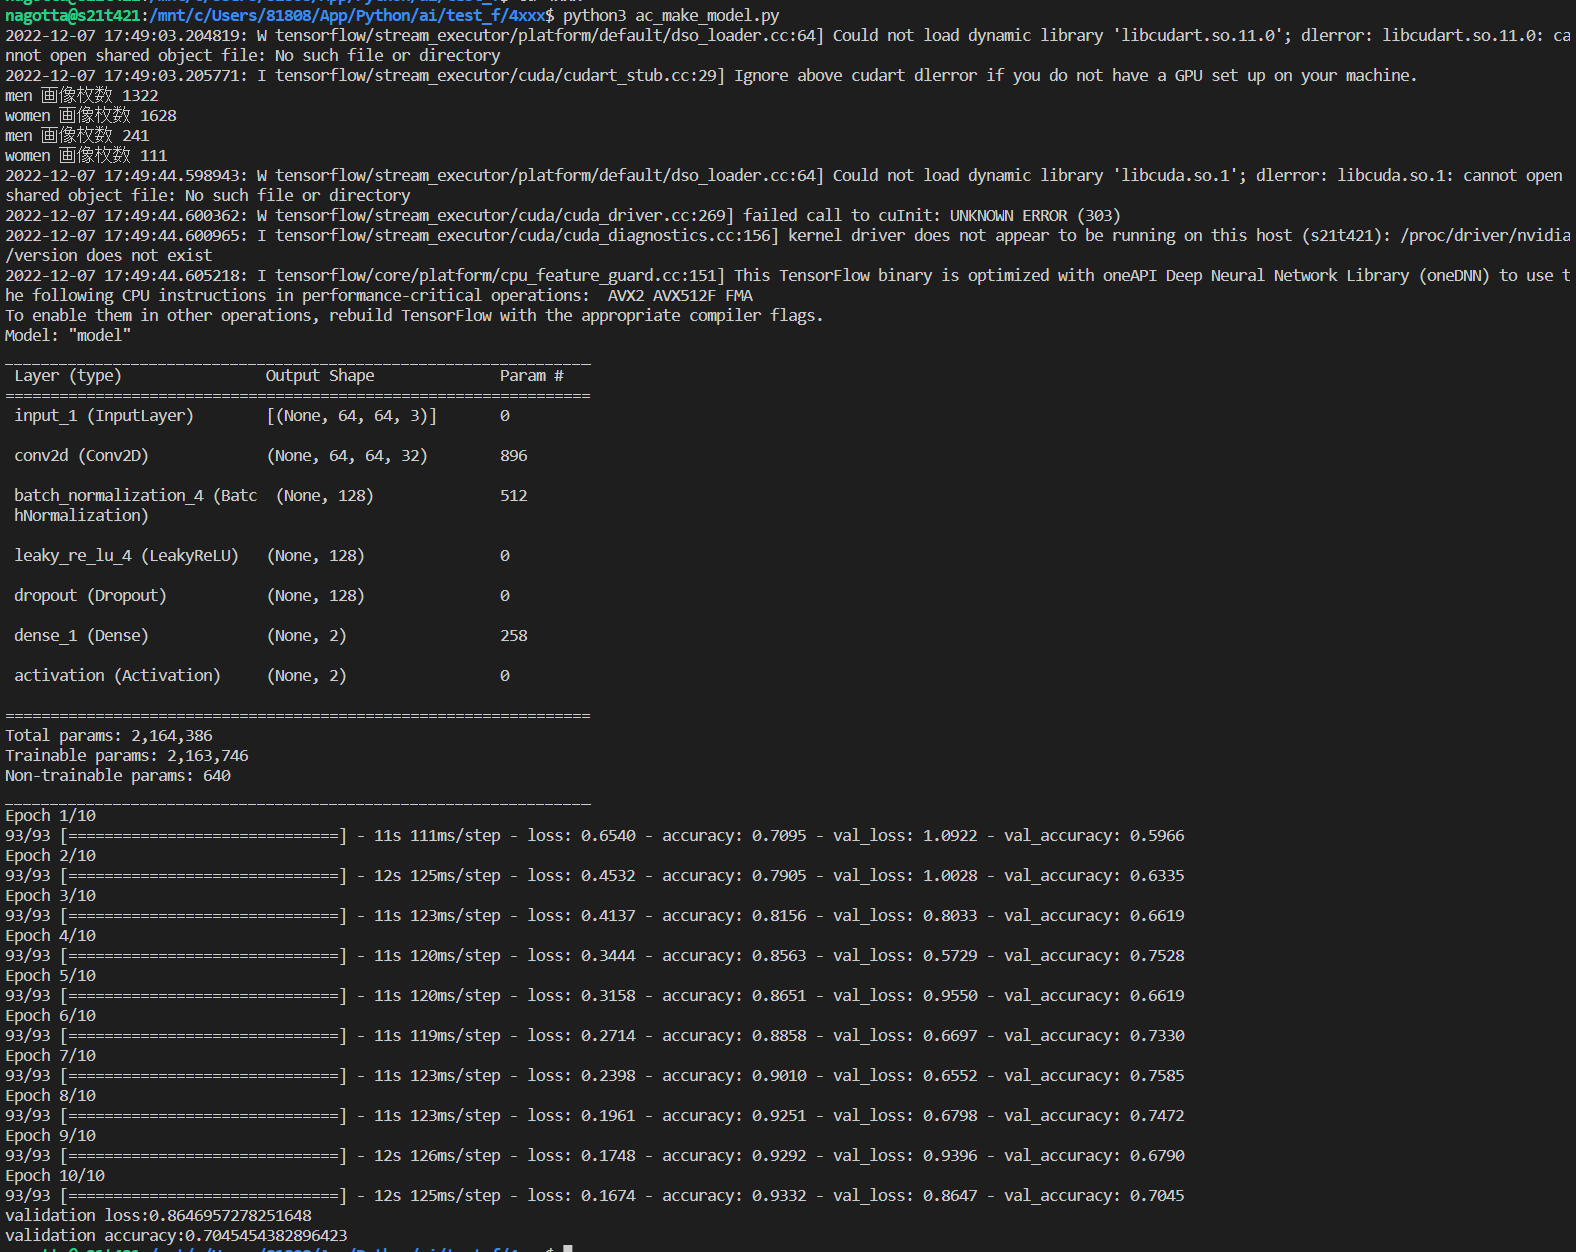 nagotta@s21t421:/mnt/c/Users/81808/App/Python/ai/test_f/4xxx$ python3 ac_make_model.py
2022-12-07 17:49:03.204819: W tensorflow/stream_executor/platform/default/dso_loader.cc:64] Could not load dynamic library 'libcudart.so.11.0'; dlerror: libcudart.so.11.0: ca
nnot open shared object file: No such file or directory
2022-12-07 17:49:03.205771: I tensorflow/stream_executor/cuda/cudart_stub.cc:29] Ignore above cudart dlerror if you do not have a GPU set up on your machine.
men 画像枚数 1322
women 画像枚数 1628
men 画像枚数 241
women 画像枚数 111
2022-12-07 17:49:44.598943: W tensorflow/stream_executor/platform/default/dso_loader.cc:64] Could not load dynamic library 'libcuda.so.1'; dlerror: libcuda.so.1: cannot open
shared object file: No such file or directory
2022-12-07 17:49:44.600362: W tensorflow/stream_executor/cuda/cuda_driver.cc:269] failed call to cuInit: UNKNOWN ERROR (303)
2022-12-07 17:49:44.600965: I tensorflow/stream_executor/cuda/cuda_diagnostics.cc:156] kernel driver does not appear to be running on this host (s21t421): /proc/driver/nvidia
/version does not exist
2022-12-07 17:49:44.605218: I tensorflow/core/platform/cpu_feature_guard.cc:151] This TensorFlow binary is optimized with oneAPI Deep Neural Network Library (oneDNN) to use t
he following CPU instructions in performance-critical operations:  AVX2 AVX512F FMA
To enable them in other operations, rebuild TensorFlow with the appropriate compiler flags.
Model: "model"
_________________________________________________________________
Layer (type)                Output Shape              Param #
=================================================================
input_1 (InputLayer)        [(None, 64, 64, 3)]       0
conv2d (Conv2D)             (None, 64, 64, 32)        896
batch_normalization_4 (Batc  (None, 128)              512
hNormalization)
leaky_re_lu_4 (LeakyReLU)   (None, 128)               0
dropout (Dropout)           (None, 128)               0
dense_1 (Dense)             (None, 2)                 258
activation (Activation)     (None, 2)                 0
=================================================================
Total params: 2,164,386
Trainable params: 2,163,746
Non-trainable params: 640
_________________________________________________________________
Epoch 1/10
93/93 [==============================] - 11s 111ms/step - loss: 0.6540 - accuracy: 0.7095 - val_loss: 1.0922 - val_accuracy: 0.5966
Epoch 2/10
93/93 [==============================] - 12s 125ms/step - loss: 0.4532 - accuracy: 0.7905 - val_loss: 1.0028 - val_accuracy: 0.6335
Epoch 3/10
93/93 [==============================] - 11s 123ms/step - loss: 0.4137 - accuracy: 0.8156 - val_loss: 0.8033 - val_accuracy: 0.6619
Epoch 4/10
93/93 [==============================] - 11s 120ms/step - loss: 0.3444 - accuracy: 0.8563 - val_loss: 0.5729 - val_accuracy: 0.7528
Epoch 5/10
93/93 [==============================] - 11s 120ms/step - loss: 0.3158 - accuracy: 0.8651 - val_loss: 0.9550 - val_accuracy: 0.6619
Epoch 6/10
93/93 [==============================] - 11s 119ms/step - loss: 0.2714 - accuracy: 0.8858 - val_loss: 0.6697 - val_accuracy: 0.7330
Epoch 7/10
93/93 [==============================] - 11s 123ms/step - loss: 0.2398 - accuracy: 0.9010 - val_loss: 0.6552 - val_accuracy: 0.7585
Epoch 8/10
93/93 [==============================] - 11s 123ms/step - loss: 0.1961 - accuracy: 0.9251 - val_loss: 0.6798 - val_accuracy: 0.7472
Epoch 9/10
93/93 [==============================] - 12s 126ms/step - loss: 0.1748 - accuracy: 0.9292 - val_loss: 0.9396 - val_accuracy: 0.6790
Epoch 10/10
93/93 [==============================] - 12s 125ms/step - loss: 0.1674 - accuracy: 0.9332 - val_loss: 0.8647 - val_accuracy: 0.7045
validation loss:0.8646957278251648
validation accuracy:0.7045454382896423